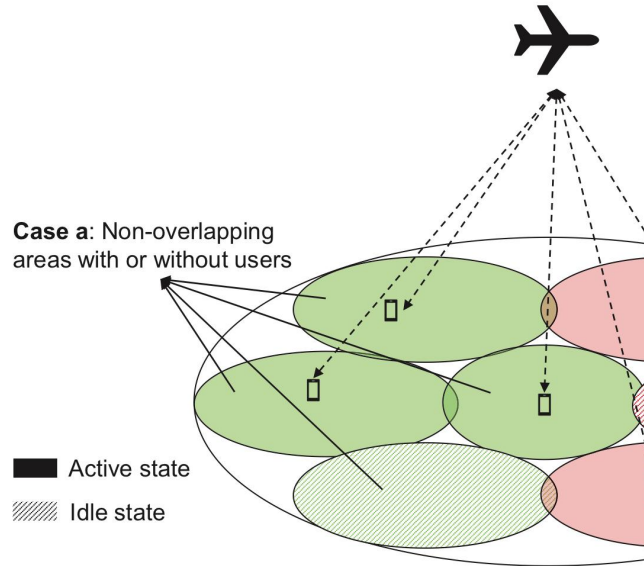 Case a: Non-overlapping
areas with or without users
Active state
Idle state